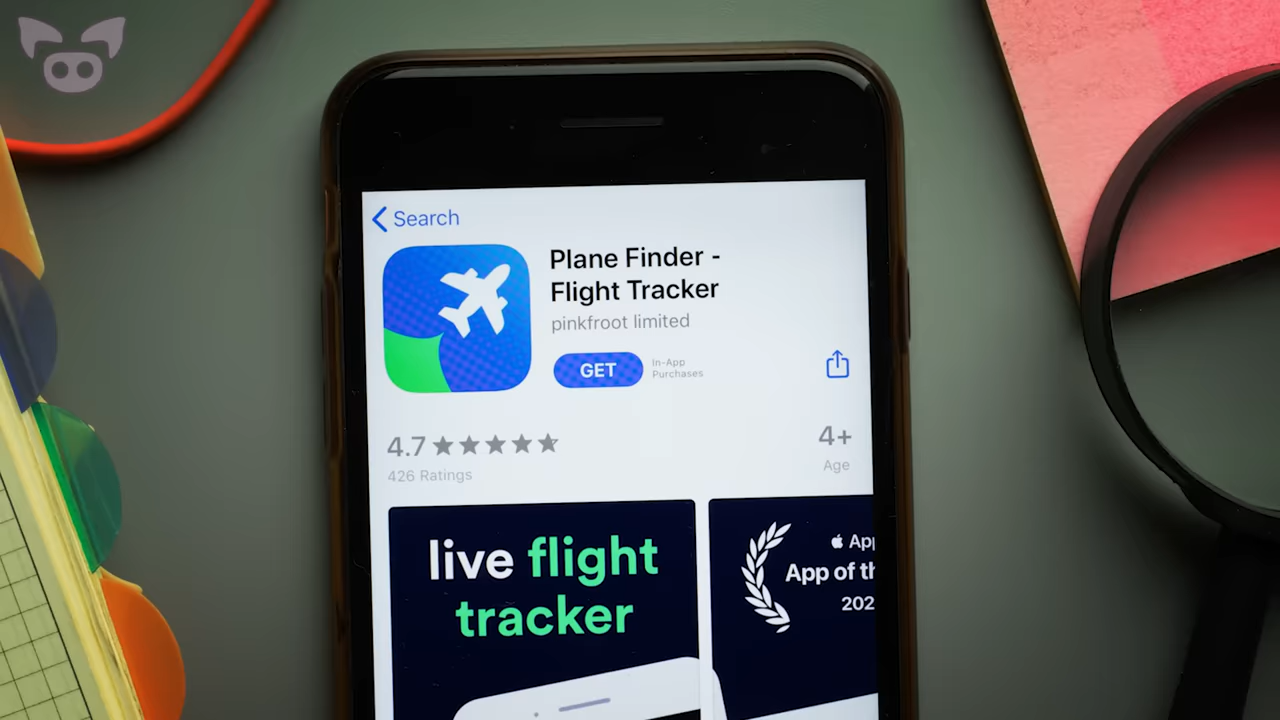 Search
Plane Finder -
Flight Tracker
pinkfroot limited
GET
In-App
Purchases
4.7
4+
426 Ratings
Age
live flight
tracker
App
App of th
202